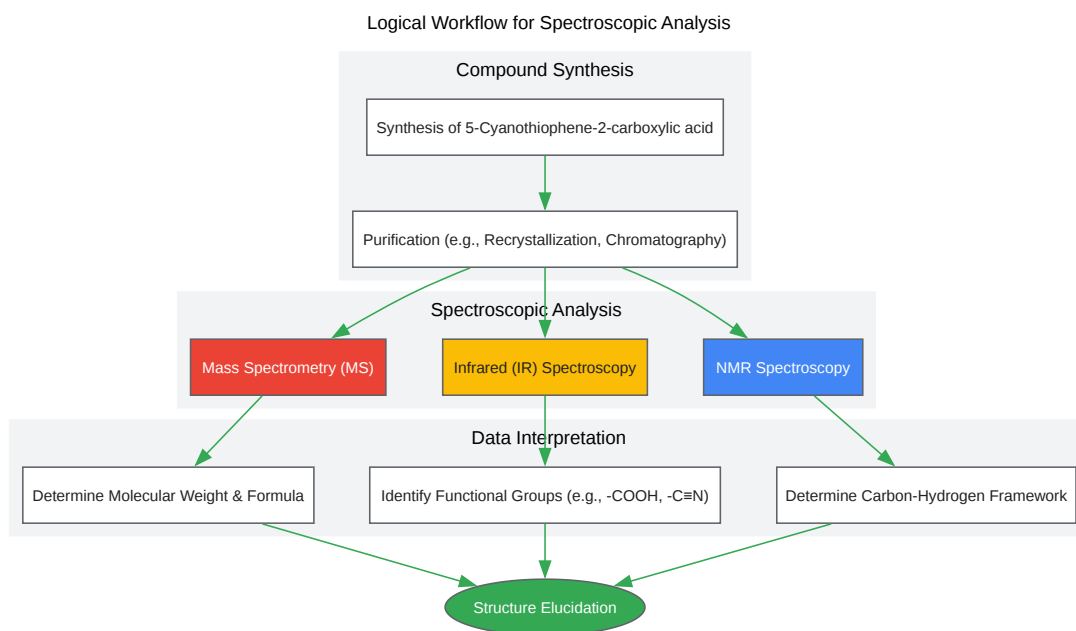 Logical Workflow for Spectroscopic Analysis
Compound Synthesis
Synthesis of 5-Cyanothiophene-2-carboxylic acid
Purification (e.g., Recrystallization, Chromatography)
Spectroscopic Analysis
Mass Spectrometry (MS)
Infrared (IR) Spectroscopy
NMR Spectroscopy
Data Interpretation
Determine Molecular Weight & Formula
Identify Functional Groups (e.g., -COOH, -C≡N)
Determine Carbon-Hydrogen Framework
Structure Elucidation